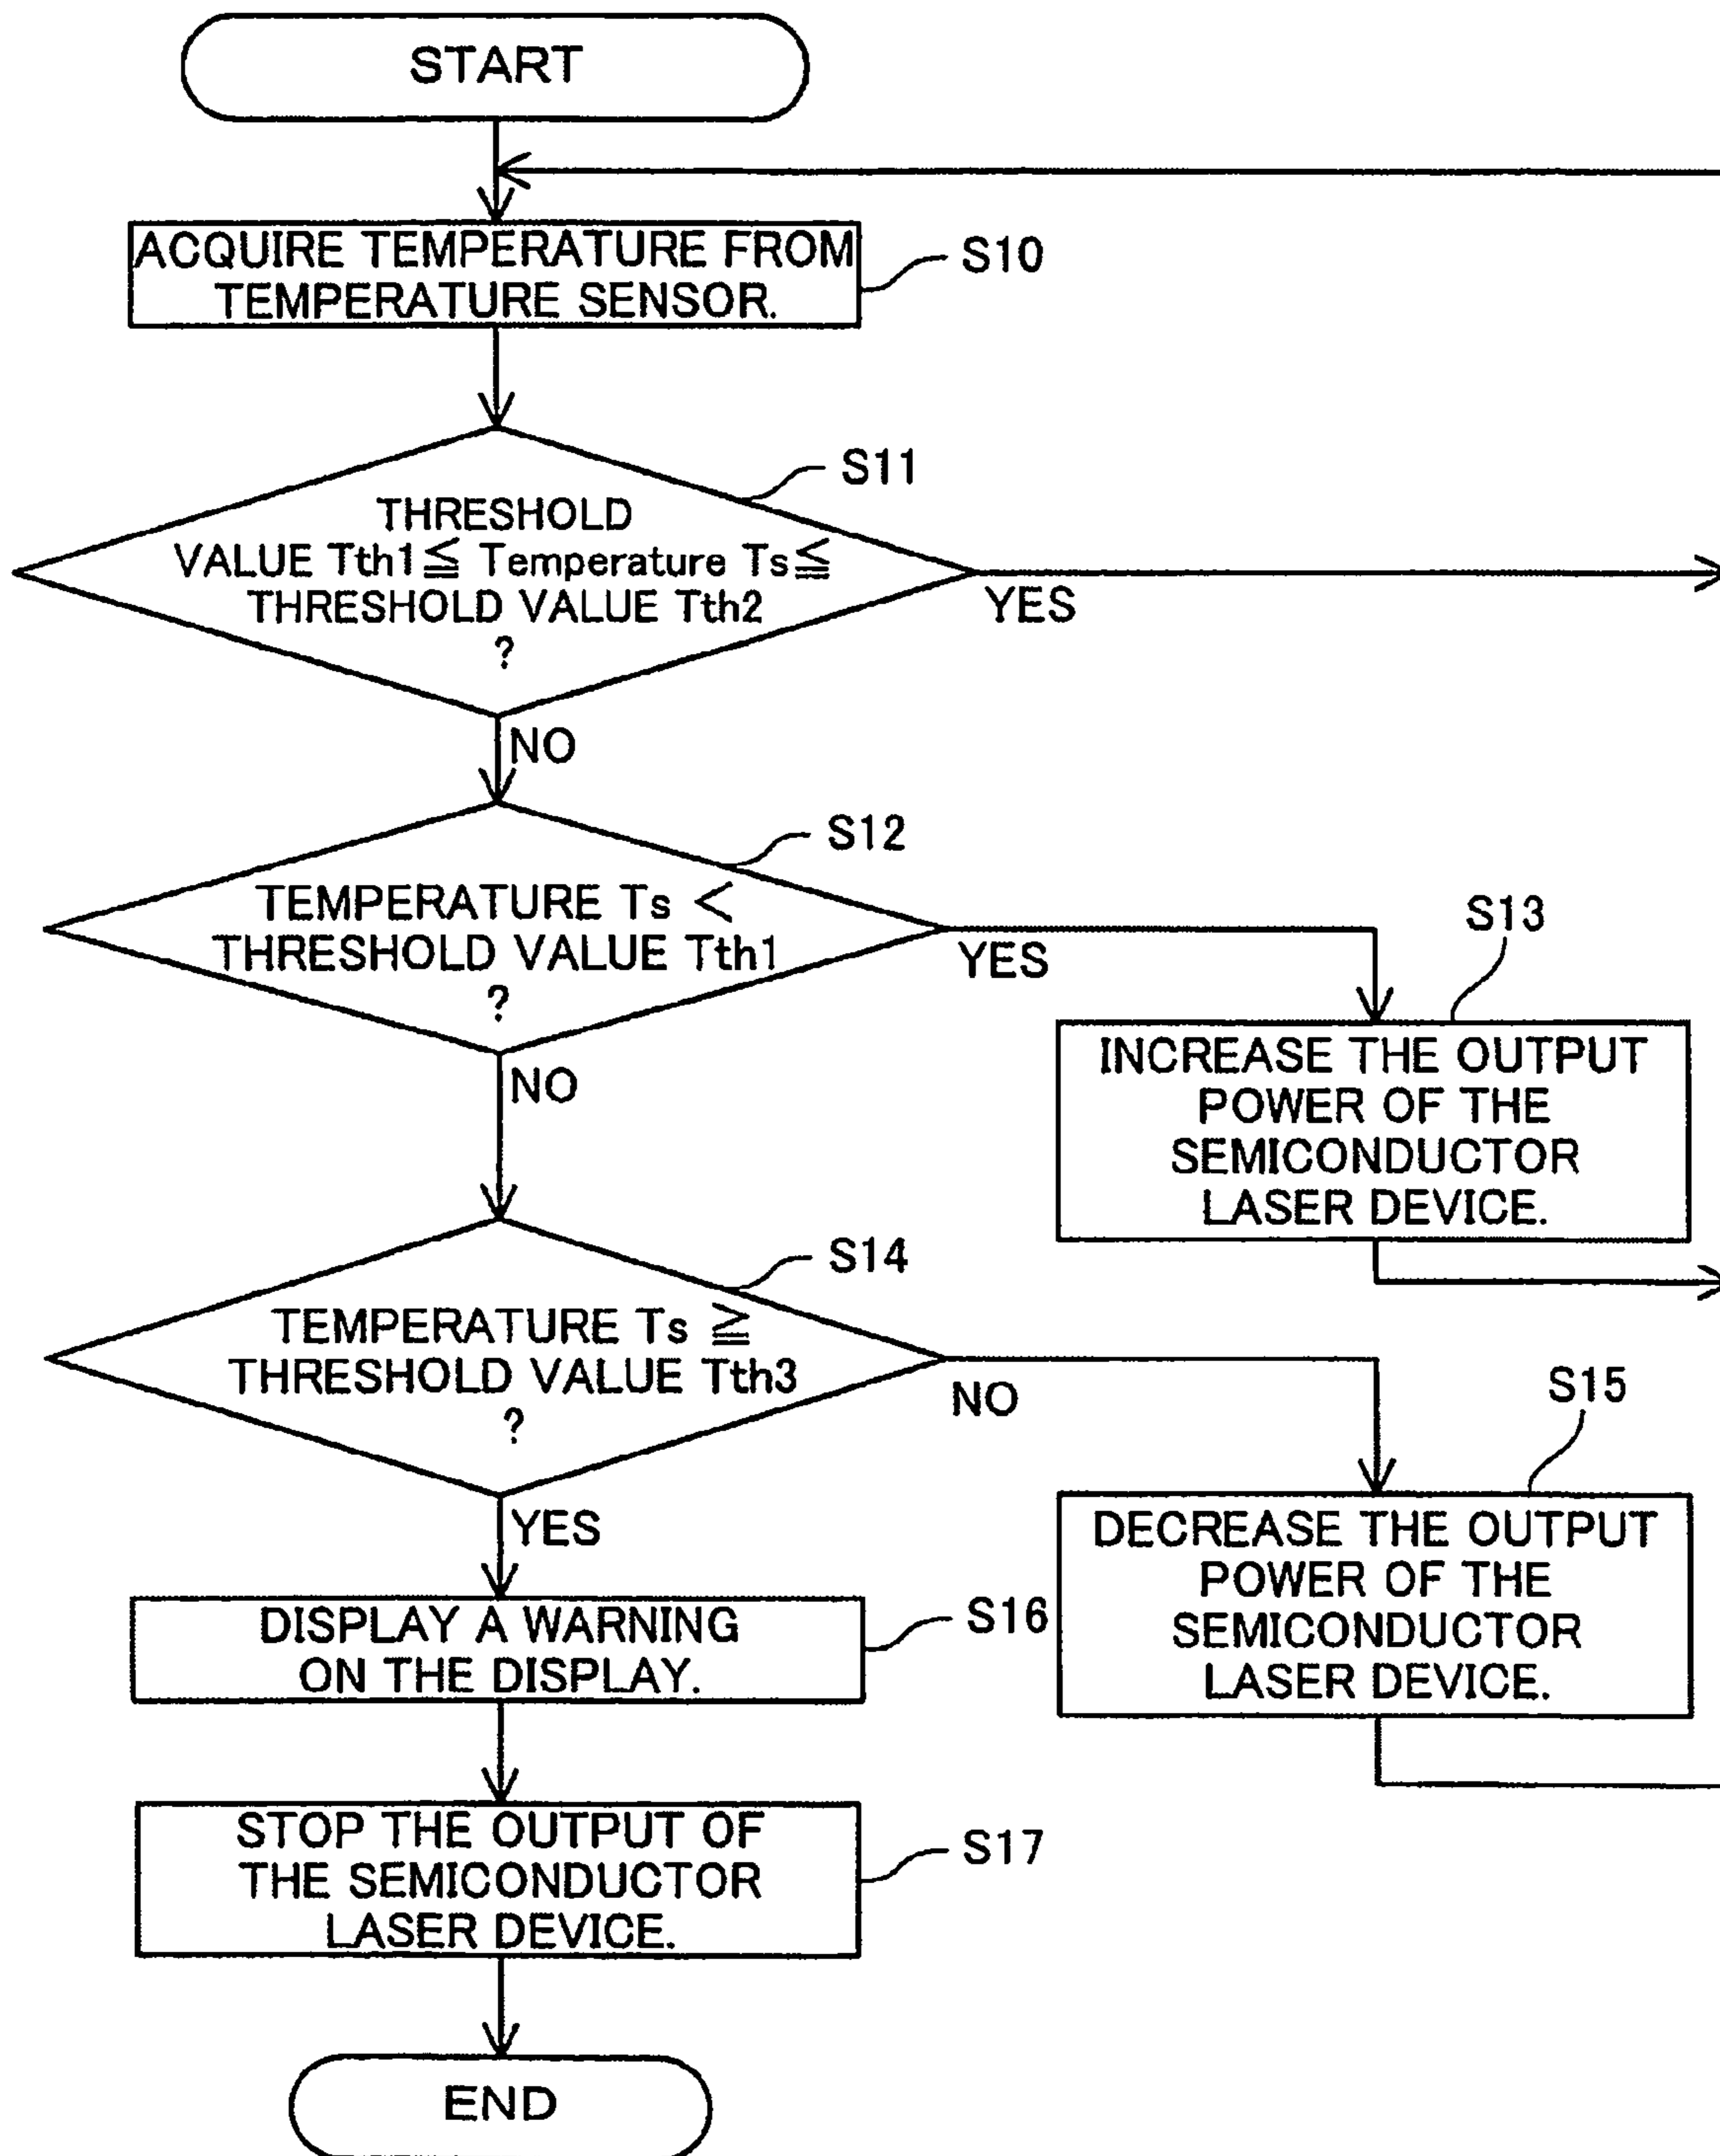 START
ACQUIRE TEMPERATURE FROM
TEMPERATURE SENSOR.
S10
S11
THRESHOLD
VALUE Tth1≦ Temperature Ts≦
THRESHOLD VALUE Tth2
?
YES
NO
S12
TEMPERATURE Ts <
THRESHOLD VALUE Tth1
?
YES
NO
S13
INCREASE THE OUTPUT
POWER OF THE
SEMICONDUCTOR
LASER DEVICE.
S14
TEMPERATURE Ts ≧
THRESHOLD VALUE Tth3
?
NO
YES
S15
DECREASE THE OUTPUT
POWER OF THE
SEMICONDUCTOR
LASER DEVICE.
DISPLAY A WARNING
ON THE DISPLAY.
S16
STOP THE OUTPUT OF
THE SEMICONDUCTOR
LASER DEVICE.
S17
END